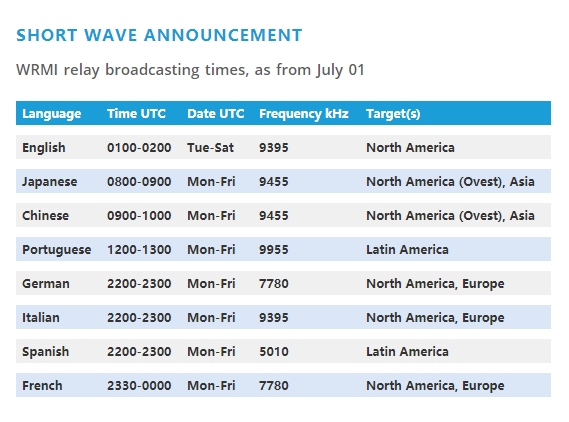 SHORT WAVE ANNOUNCEMENT
WRMI relay broadcasting times, as from July 01
Language Time UTC Date UTC Frequency kHz Target(s)
English 0100-0200 Tue-Sat 9395 North America
Japanese 0800-0900 Mon-Fri 9455 North America (Ovest), Asia
Chinese 0900-1000 Mon-Fri 9455 North America (Ovest), Asia
Portuguese 1200-1300 Mon-Fri 9955 Latin America
German 2200-2300 Mon-Fri 7780 North America, Europe
Italian 2200-2300 Mon-Fri 9395 North America, Europe
Spanish 2200-2300 Mon-Fri 5010 Latin America
French 2330-0000 Mon-Fri 7780 North America, Europe